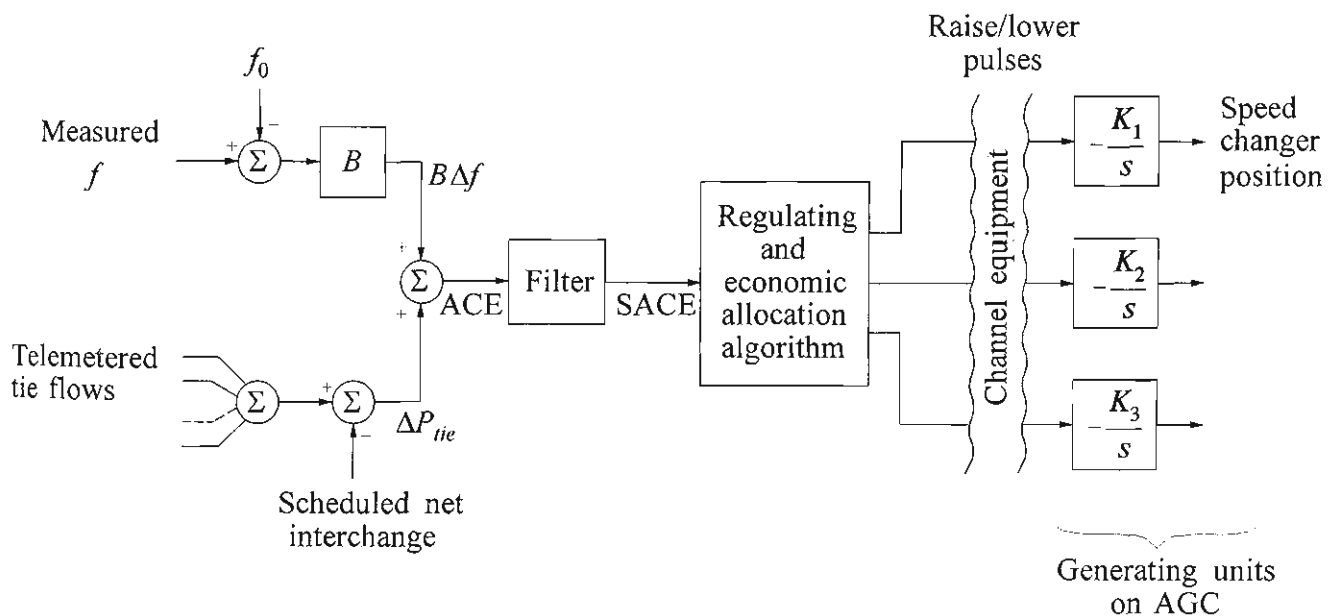 Raise/lower
pulses
f₀
−
Measured
f
+
Σ
B
BΔf
+
Σ
+
ACE
Filter
SACE
Regulating
and
economic
allocation
algorithm
Channel equipment
−K₁/s
Speed
changer
position
−K₂/s
−K₃/s
Telemetered
tie flows
Σ
+
Σ
−
ΔP_tie
Scheduled net
interchange
Generating units
on AGC